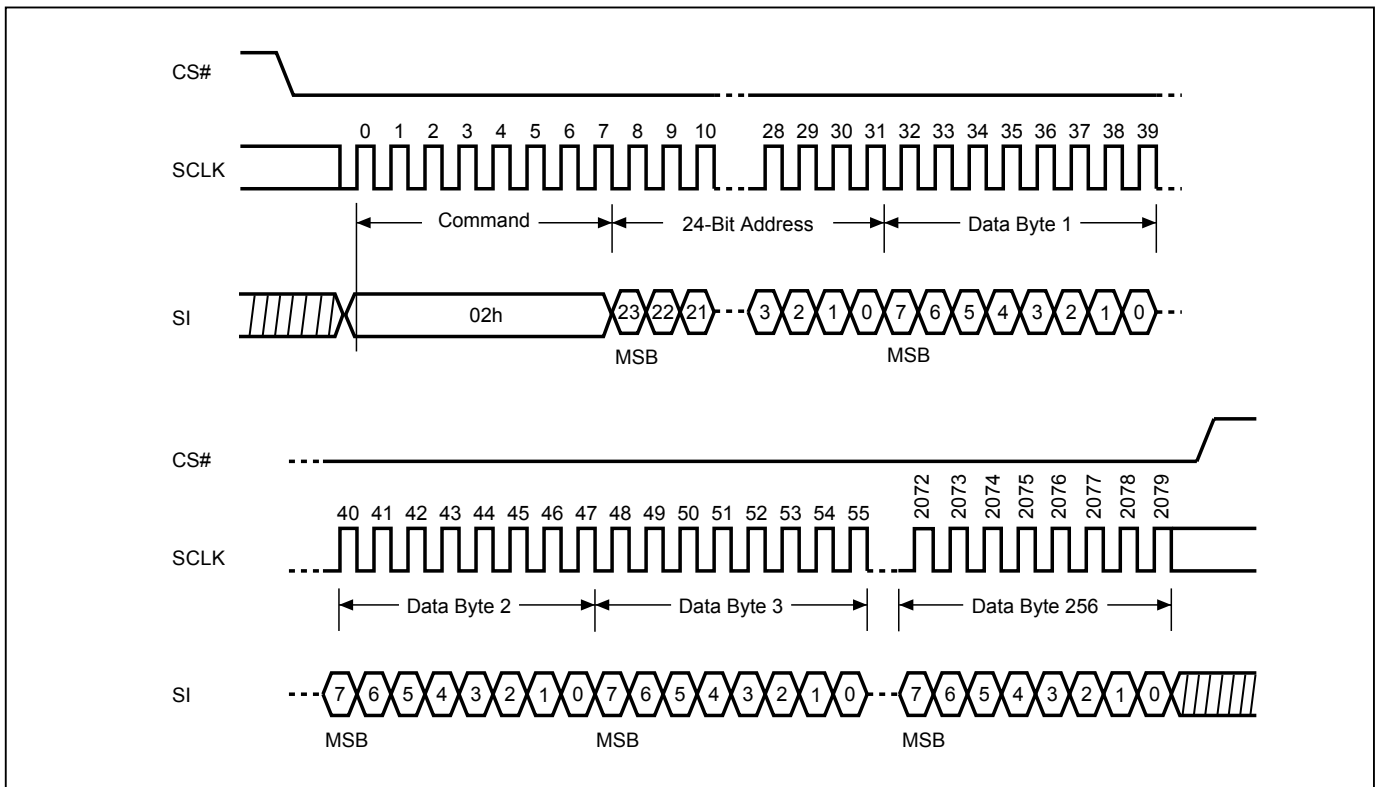 CS#
0 1 2 3 4 5 6 7 8 9 10 28 29 30 31 32 33 34 35 36 37 38 39
SCLK
Command 24-Bit Address Data Byte 1
SI 02h 23 22 21 3 2 1 0 7 6 5 4 3 2 1 0
MSB MSB
CS#
40 41 42 43 44 45 46 47 48 49 50 51 52 53 54 55 2072 2073 2074 2075 2076 2077 2078 2079
SCLK
Data Byte 2 Data Byte 3 Data Byte 256
SI 7 6 5 4 3 2 1 0 7 6 5 4 3 2 1 0 7 6 5 4 3 2 1 0
MSB MSB MSB